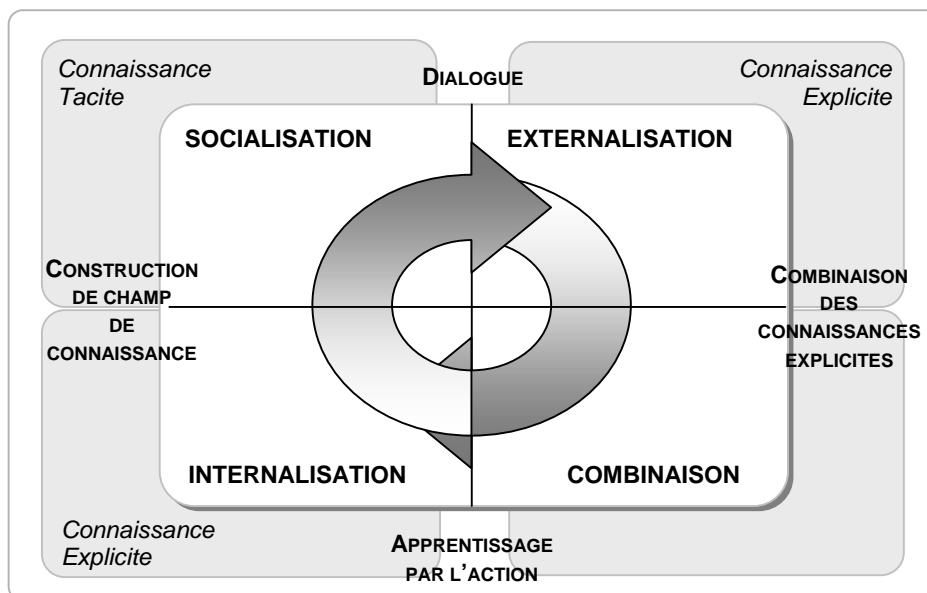 Connaissance
Tacite
DIALOGUE
Connaissance
Explicite
SOCIALISATION
EXTERNALISATION
CONSTRUCTION
DE CHAMP
DE
CONNAISSANCE
COMBINAISON
DES
CONNAISSANCES
EXPLICITES
INTERNALISATION
COMBINAISON
Connaissance
Explicite
APPRENTISSAGE
PAR L'ACTION